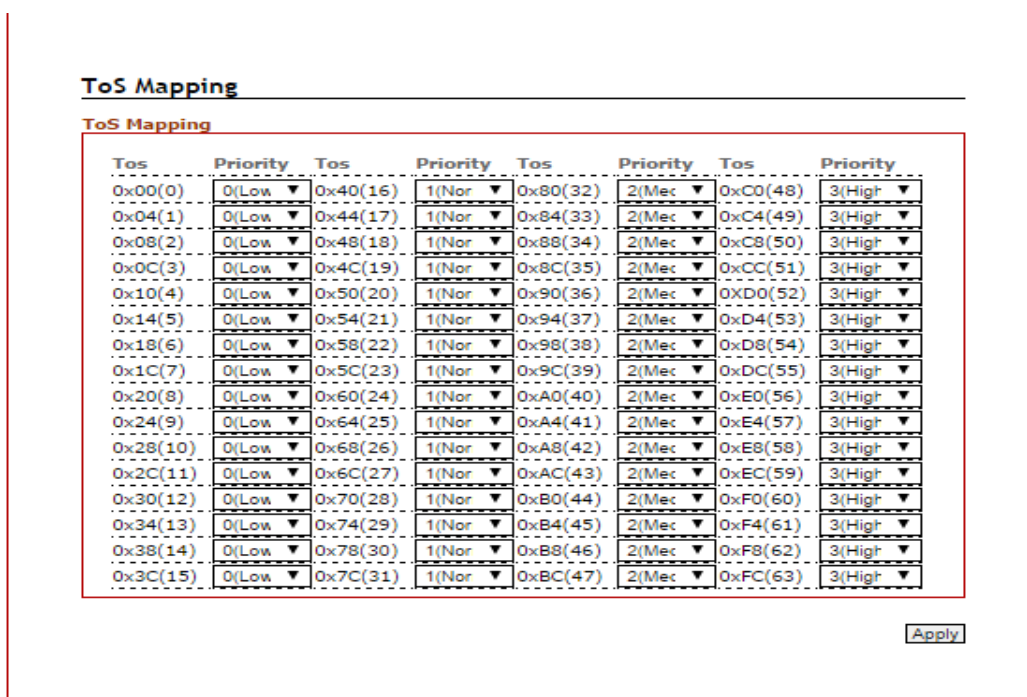 ToS Mapping
ToS Mapping
Tos Priority Tos Priority Tos Priority Tos Priority
0x00(0) 0(Low 0x40(16) 1(Nor 0x80(32) 2(Mec 0xC0(48) 3(High
0x04(1) 0(Low 0x44(17) 1(Nor 0x84(33) 2(Mec 0xC4(49) 3(High
0x08(2) 0(Low 0x48(18) 1(Nor 0x88(34) 2(Mec 0xC8(50) 3(High
0x0C(3) 0(Low 0x4C(19) 1(Nor 0x8C(35) 2(Mec 0xCC(51) 3(High
0x10(4) 0(Low 0x50(20) 1(Nor 0x90(36) 2(Mec 0XD0(52) 3(High
0x14(5) 0(Low 0x54(21) 1(Nor 0x94(37) 2(Mec 0xD4(53) 3(High
0x18(6) 0(Low 0x58(22) 1(Nor 0x98(38) 2(Mec 0xD8(54) 3(High
0x1C(7) 0(Low 0x5C(23) 1(Nor 0x9C(39) 2(Mec 0xDC(55) 3(High
0x20(8) 0(Low 0x60(24) 1(Nor 0xA0(40) 2(Mec 0xE0(56) 3(High
0x24(9) 0(Low 0x64(25) 1(Nor 0xA4(41) 2(Mec 0xE4(57) 3(High
0x28(10) 0(Low 0x68(26) 1(Nor 0xA8(42) 2(Mec 0xE8(58) 3(High
0x2C(11) 0(Low 0x6C(27) 1(Nor 0xAC(43) 2(Mec 0xEC(59) 3(High
0x30(12) 0(Low 0x70(28) 1(Nor 0xB0(44) 2(Mec 0xF0(60) 3(High
0x34(13) 0(Low 0x74(29) 1(Nor 0xB4(45) 2(Mec 0xF4(61) 3(High
0x38(14) 0(Low 0x78(30) 1(Nor 0xB8(46) 2(Mec 0xF8(62) 3(High
0x3C(15) 0(Low 0x7C(31) 1(Nor 0xBC(47) 2(Mec 0xFC(63) 3(High
Apply